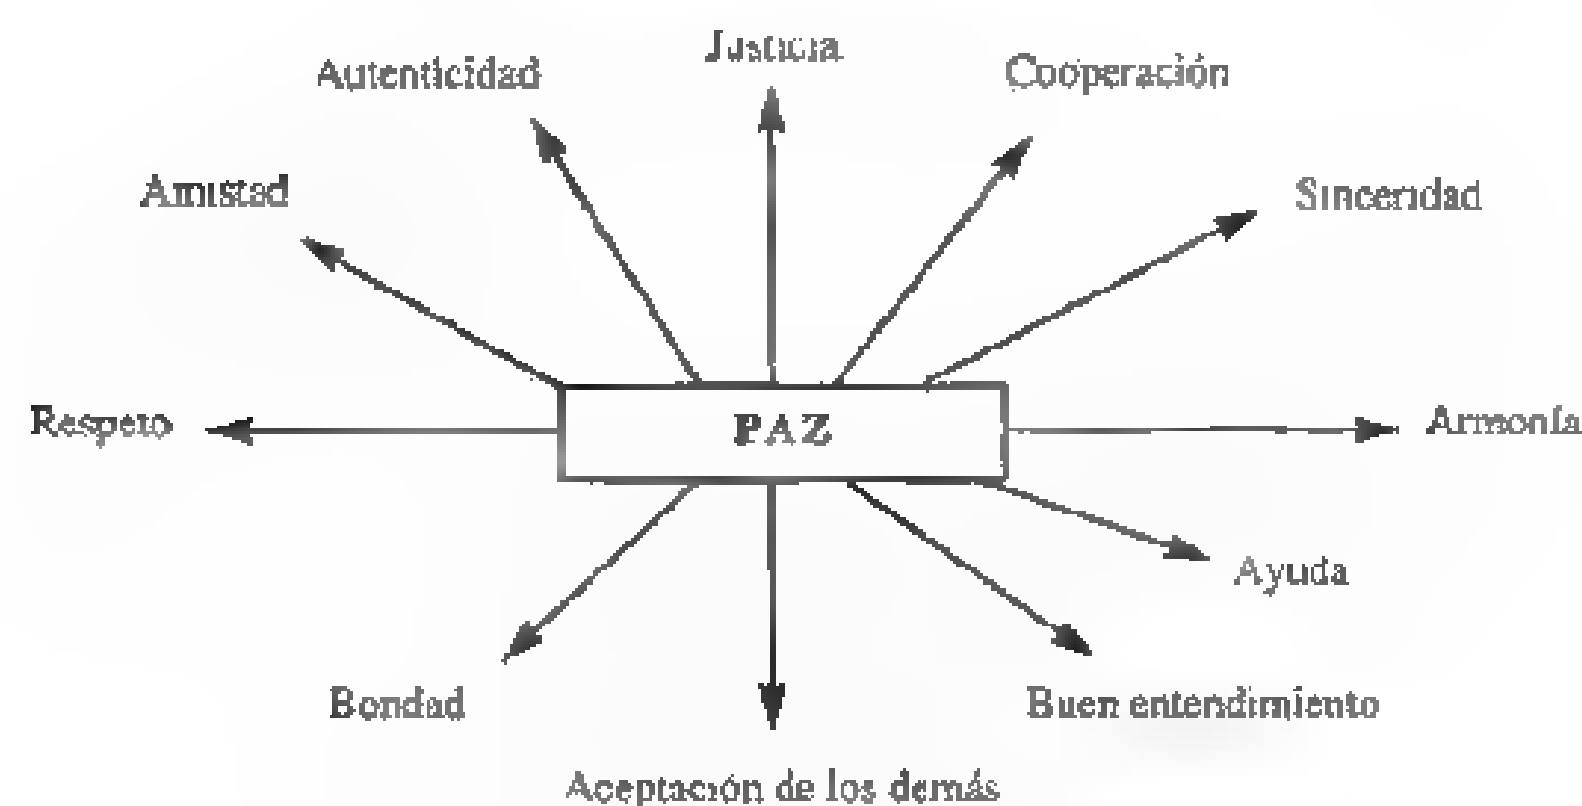 Justicia
Autenticidad
Cooperación
Amistad
Sinceridad
Respeto
PAZ
Armonía
Ayuda
Bondad
Buen entendimiento
Aceptación de los demás